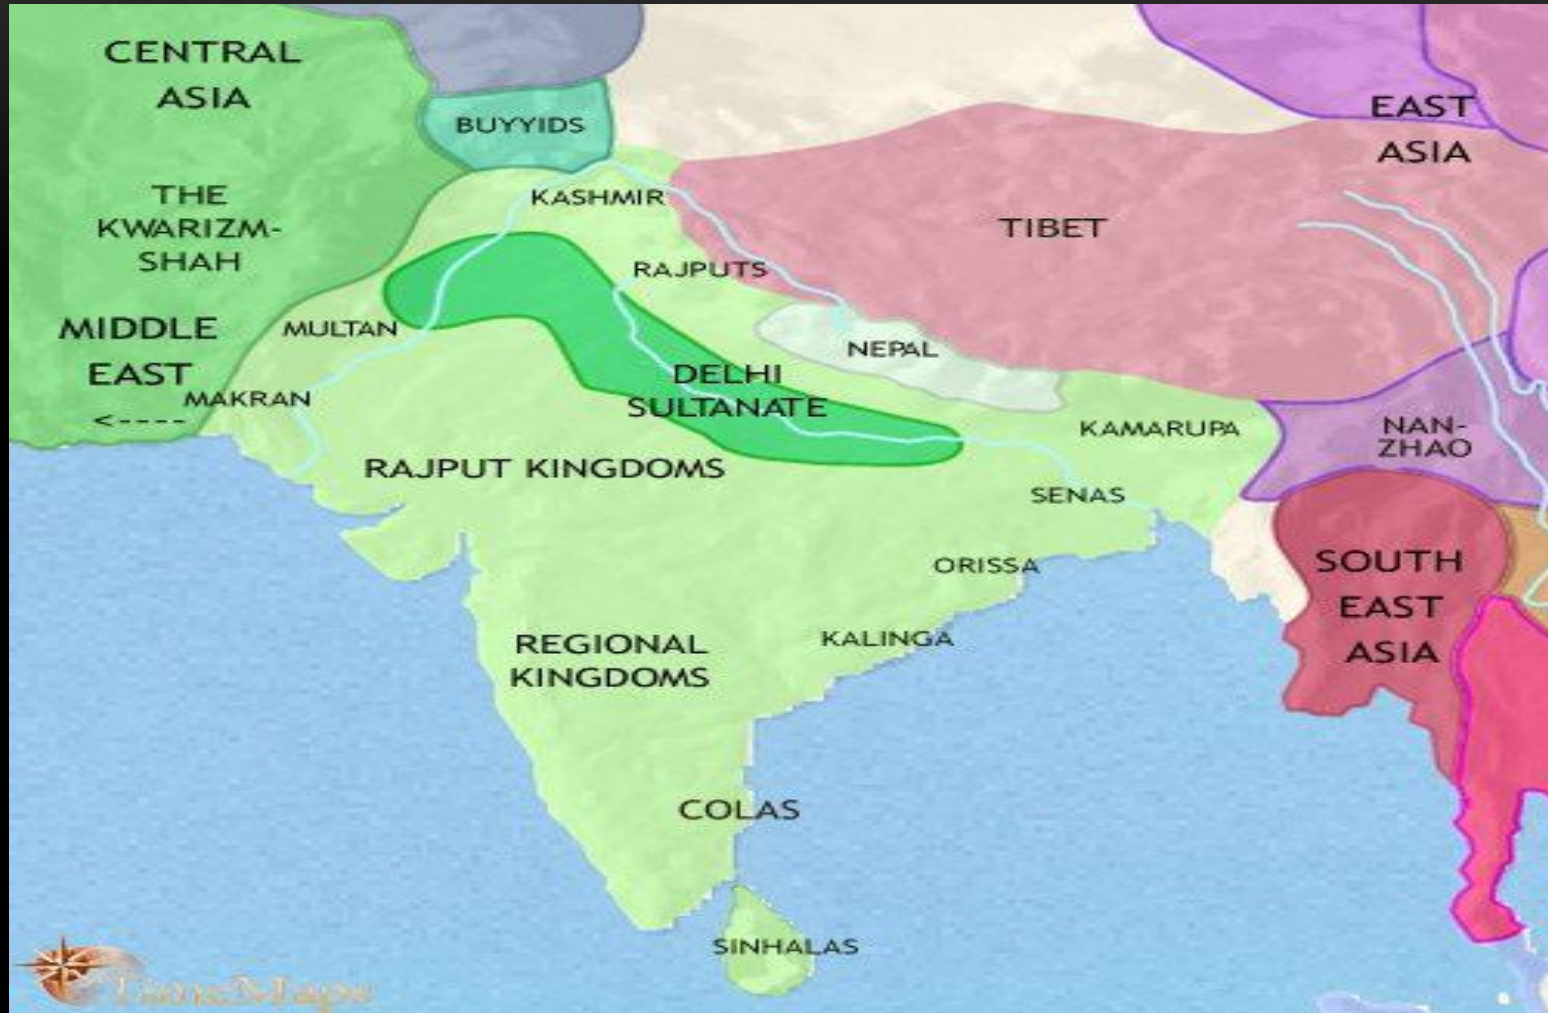 CENTRAL
ASIA
BUYYIDS
EAST
ASIA
THE
KWARIZM-
SHAH
KASHMIR
TIBET
RAJPUTS
MIDDLE
EAST
<----
MULTAN
NEPAL
DELHI
SULTANATE
MAKRAN
KAMARUPA
NAN-
ZHAO
RAJPUT KINGDOMS
SENAS
ORISSA
SOUTH
EAST
ASIA
REGIONAL
KINGDOMS
KALINGA
COLAS
SINHALAS
TimeMaps